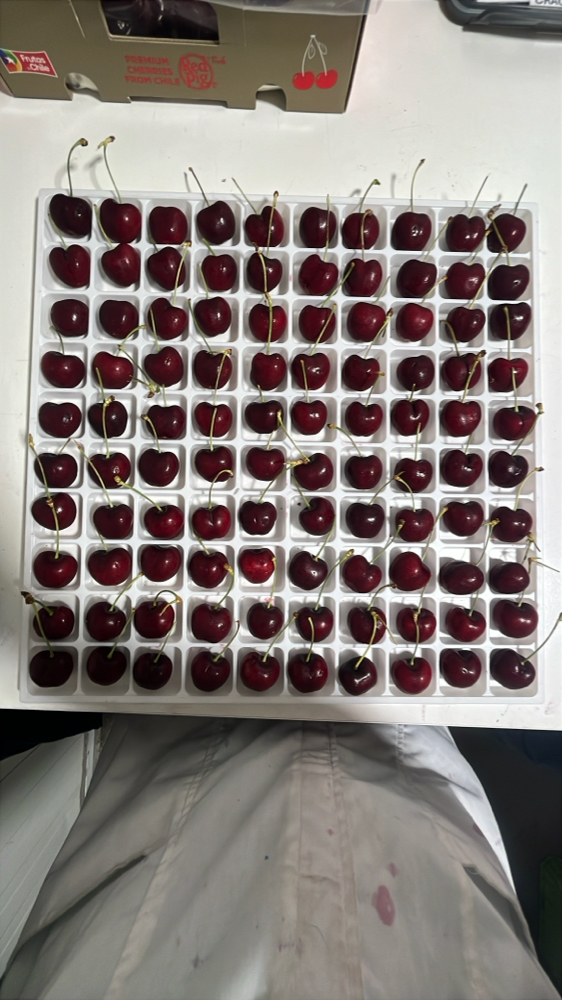 Frutas
de Chile
PREMIUM
CHERRIES
FROM CHILE
Red
Pig